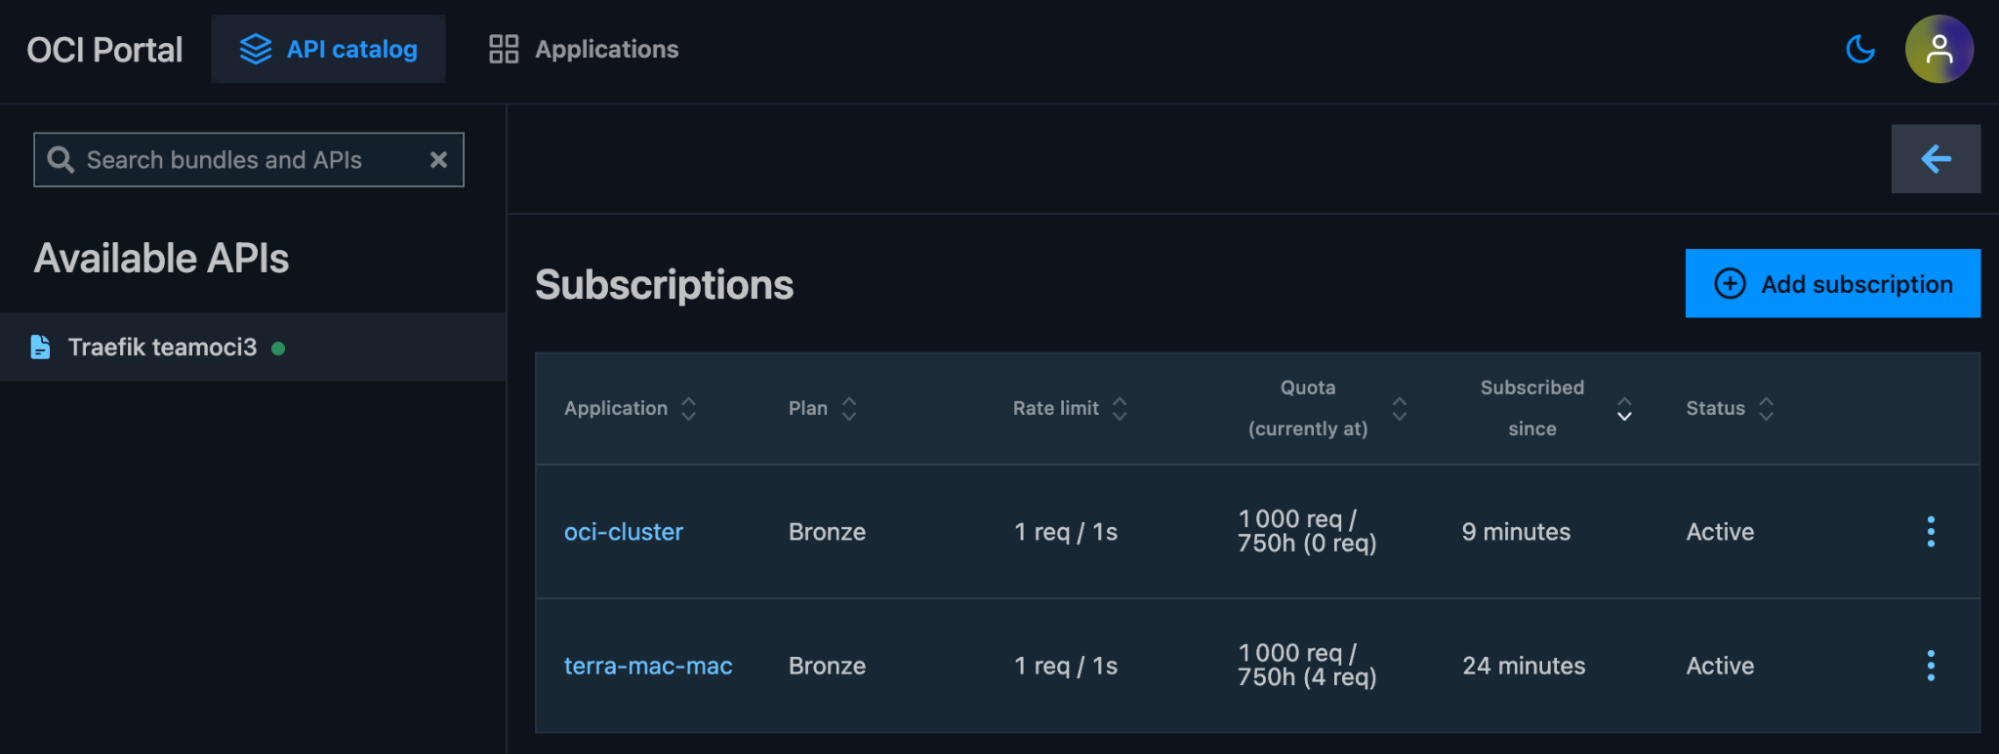 OCI Portal
API catalog
Applications
Search bundles and APIs
Available APIs
Traefik teamoci3
Subscriptions
Add subscription
Application
Plan
Rate limit
Quota
(currently at)
Subscribed
since
Status
oci-cluster
Bronze
1 req / 1s
1 000 req /
750h (0 req)
9 minutes
Active
terra-mac-mac
Bronze
1 req / 1s
1 000 req /
750h (4 req)
24 minutes
Active